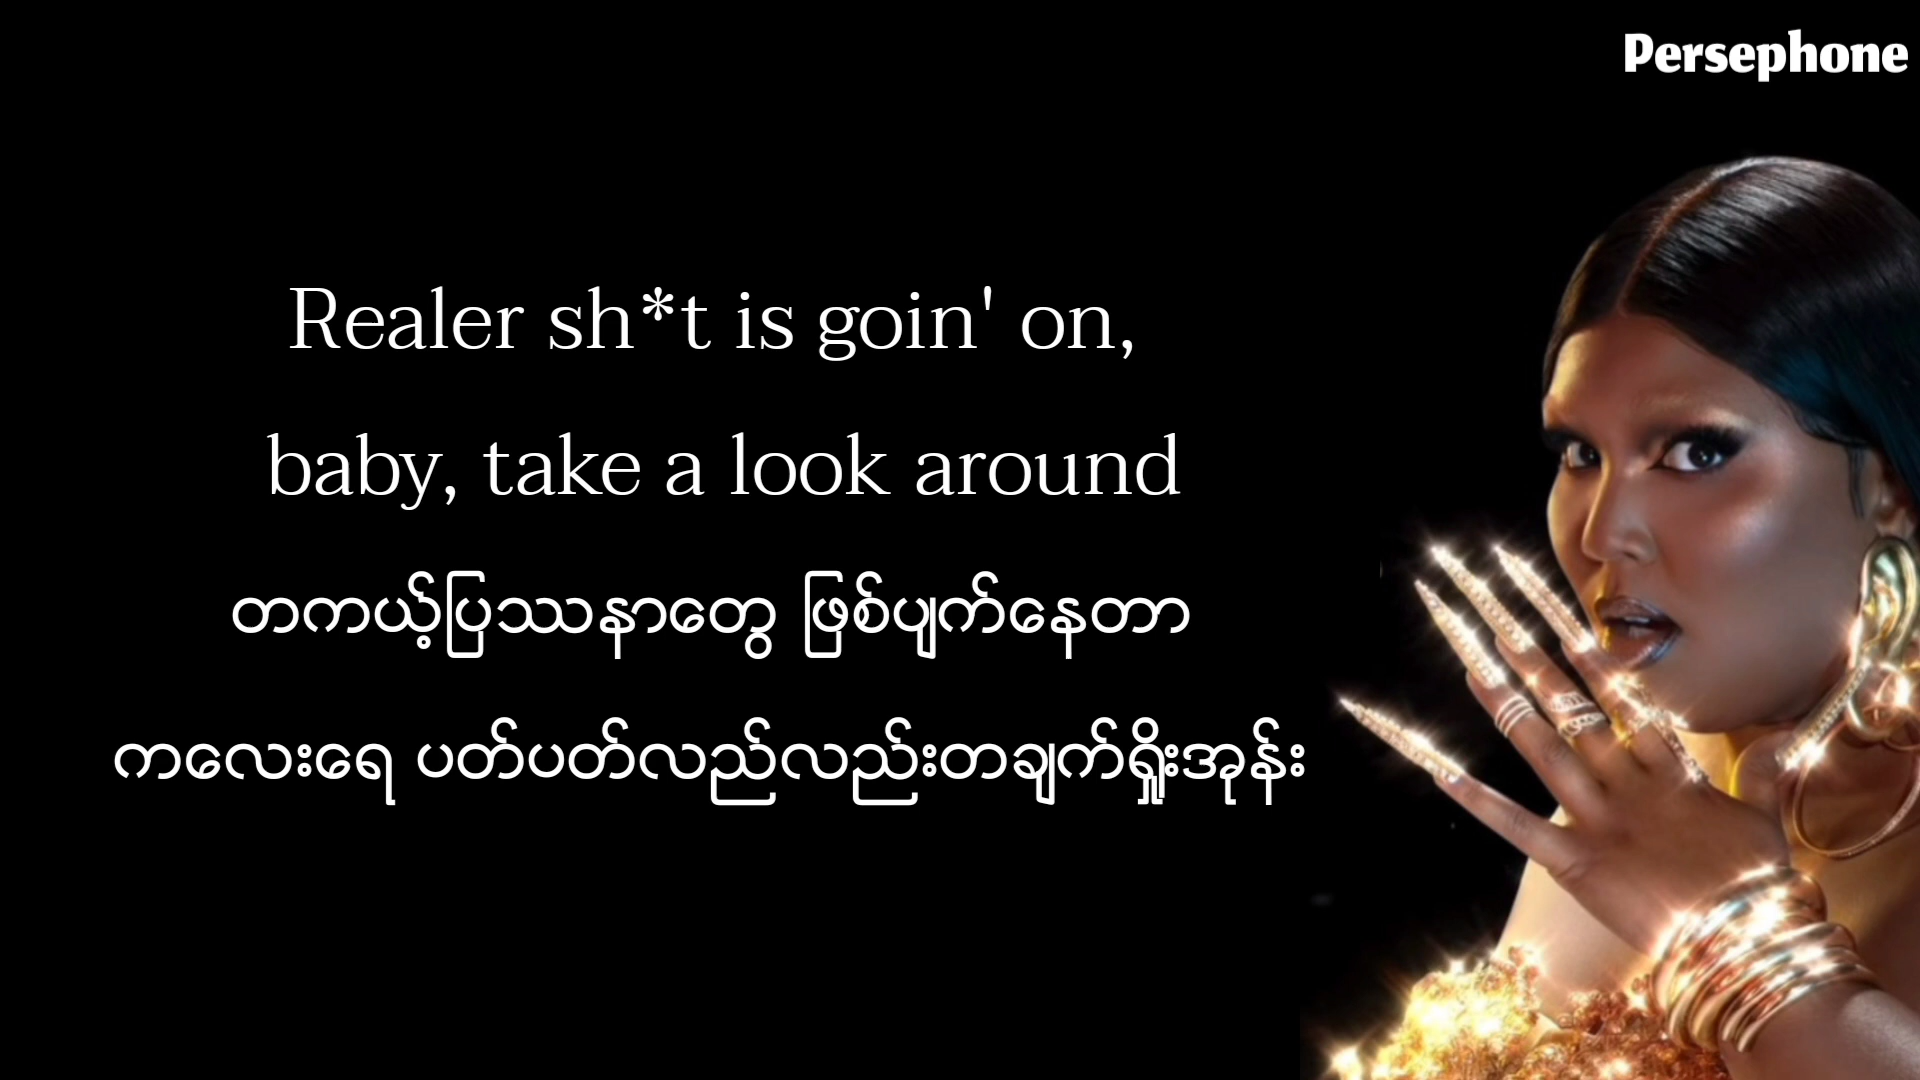 Persephone
Realer sh*t is goin' on,
baby, take a look around
တကယ့်ပြဿနာတွေ ဖြစ်ပျက်နေတာ
ကလေးရေ ပတ်ပတ်လည်လည်းတချက်ရှိူးအုန်း